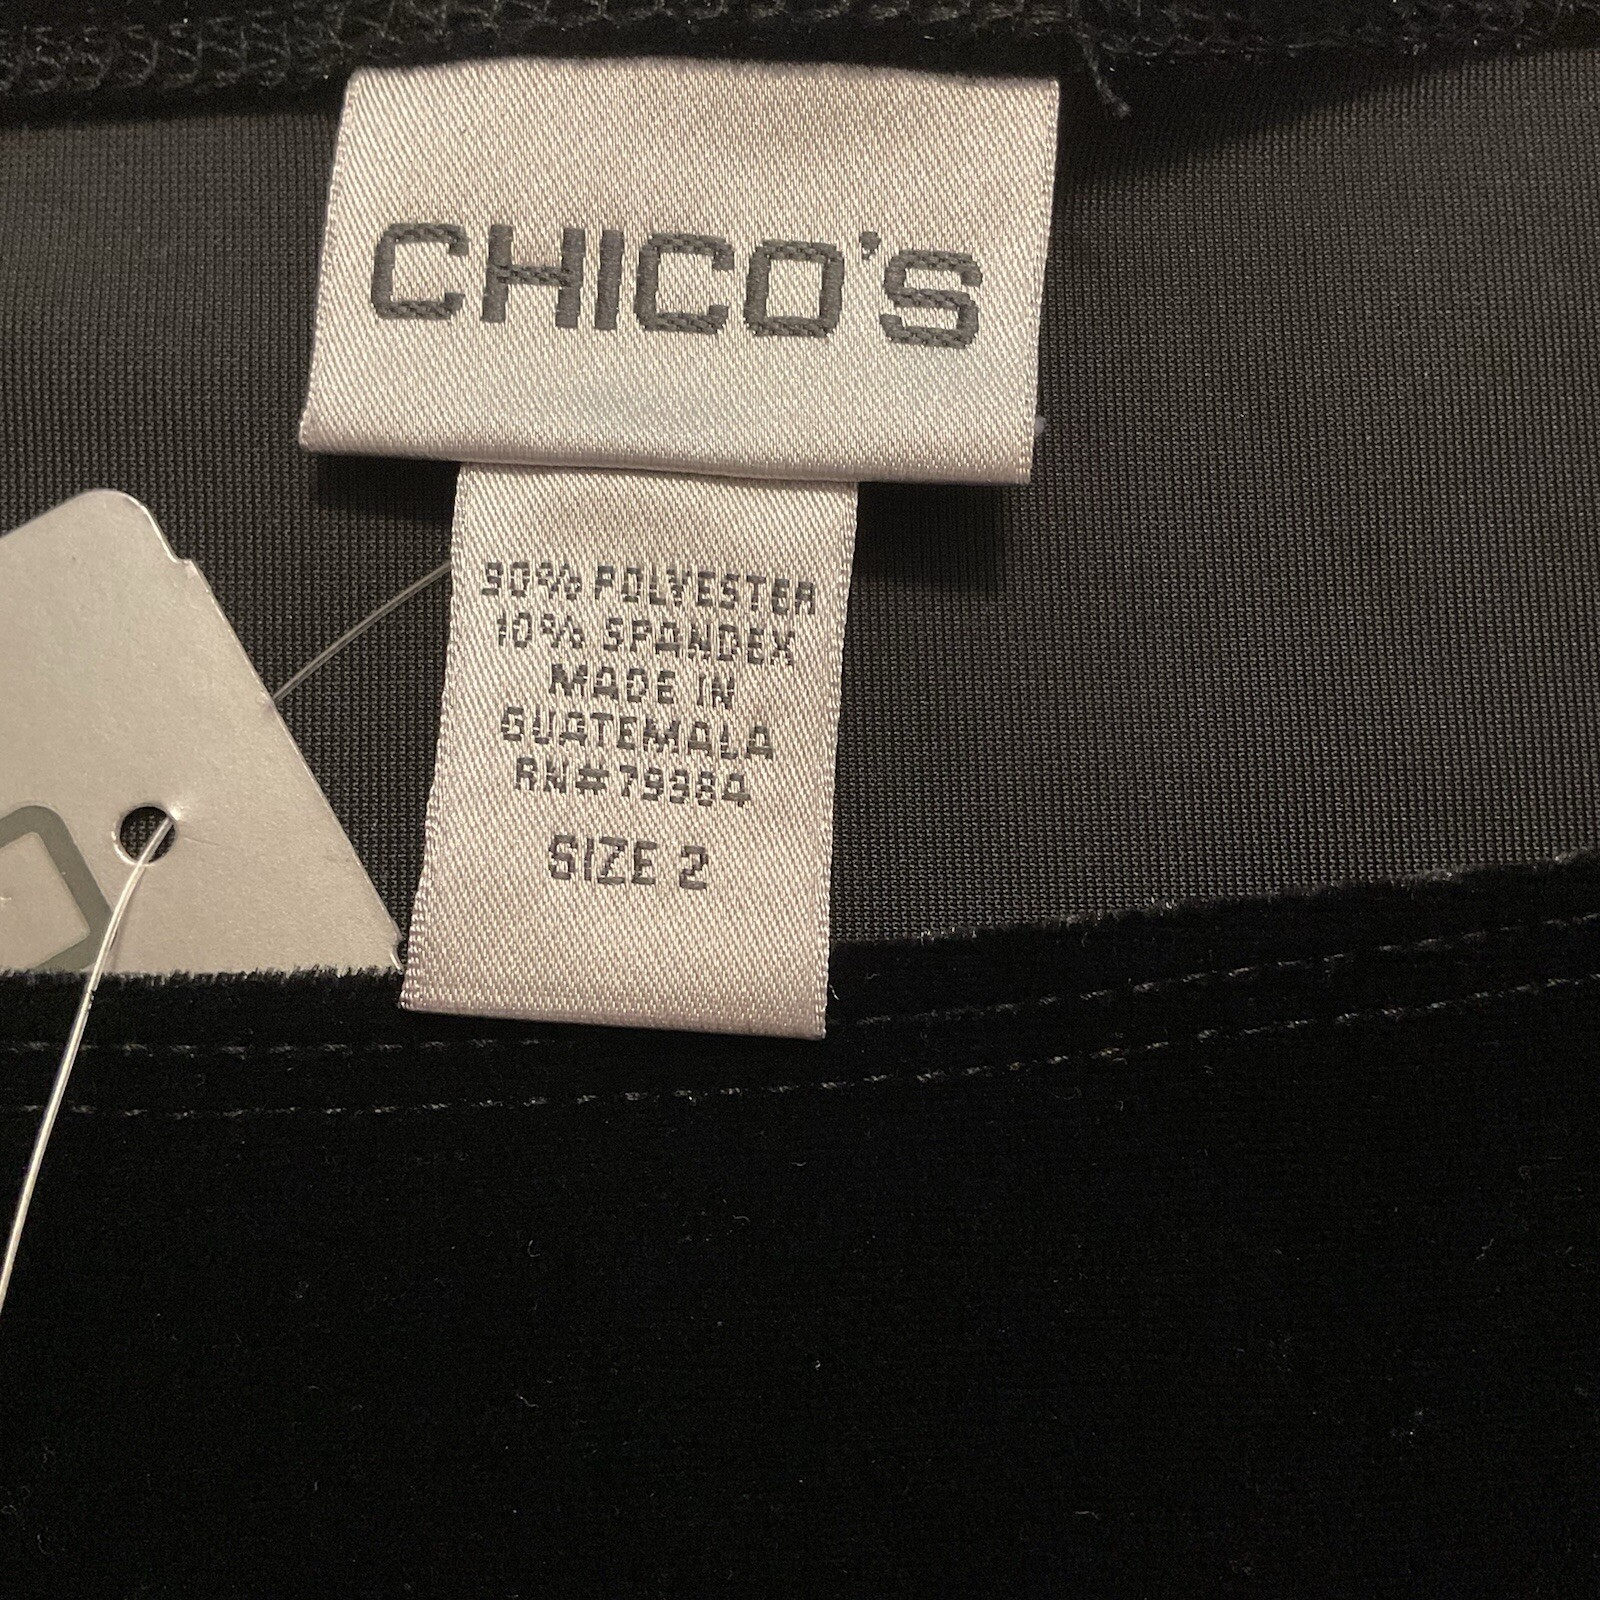 CHICO'S
90% POLYESTER
10% SPANDEX
MADE IN
GUATEMALA
RN#79384
SIZE 2